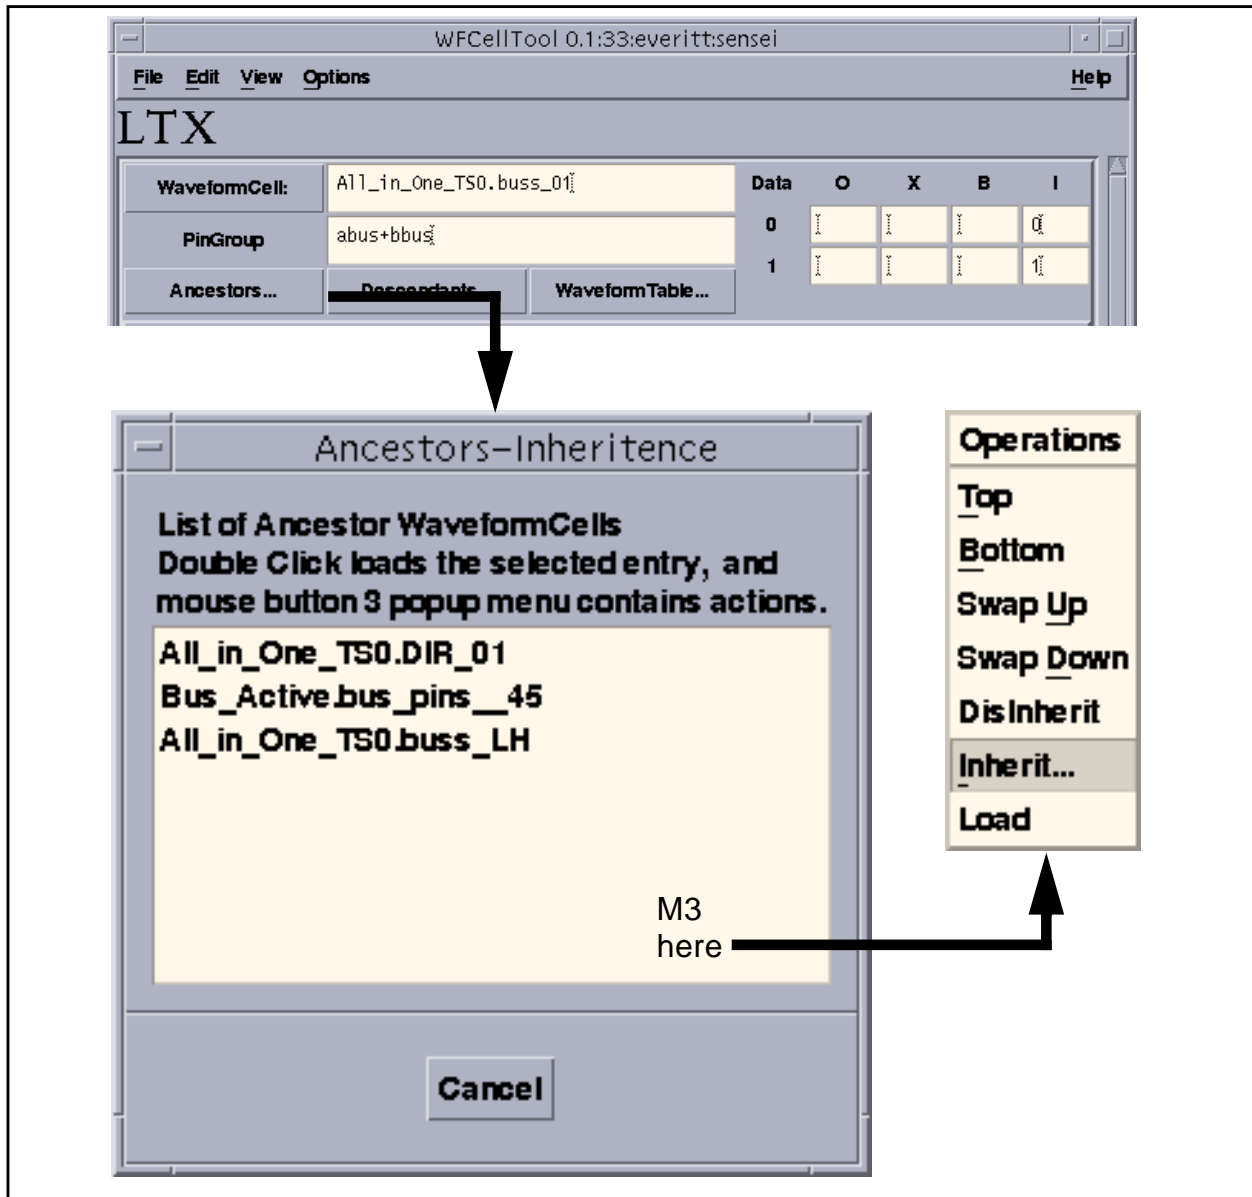 WFCellTool 0.1:33:everitt:sensei
File Edit View Options Help
LTX
WaveformCell: All_in_One_TS0.buss_01 Data O X B I
PinGroup abus+bbus 0 0
1 1
Ancestors... Descendants... WaveformTable...
Ancestors-Inheritence
List of Ancestor WaveformCells
Double Click loads the selected entry, and
mouse button 3 popup menu contains actions.
All_in_One_TS0.DIR_01
Bus_Active.bus_pins__45
All_in_One_TS0.buss_LH
M3
here
Cancel
Operations
Top
Bottom
Swap Up
Swap Down
DisInherit
Inherit...
Load